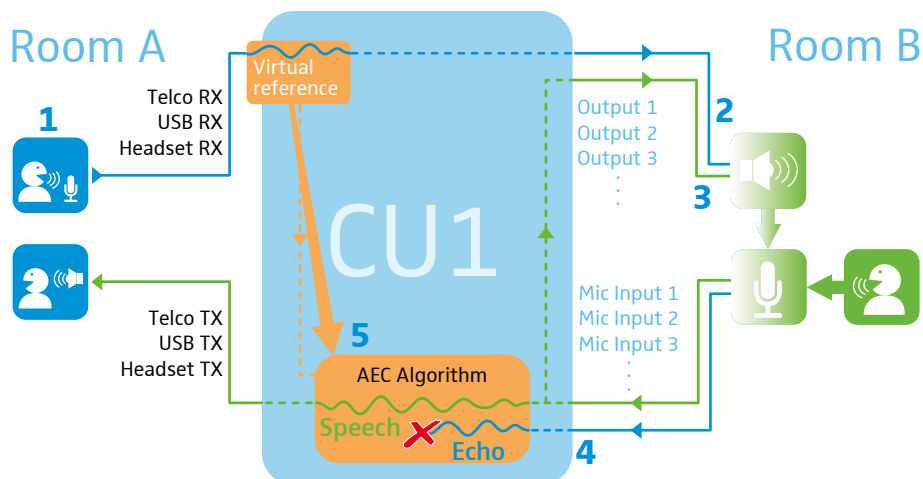 Room A
Room B
Virtual
reference
Telco RX
USB RX
Headset RX
1
2
Output 1
Output 2
Output 3
3
CU1
Telco TX
USB TX
Headset TX
Mic Input 1
Mic Input 2
Mic Input 3
5
AEC Algorithm
Speech
Echo
4